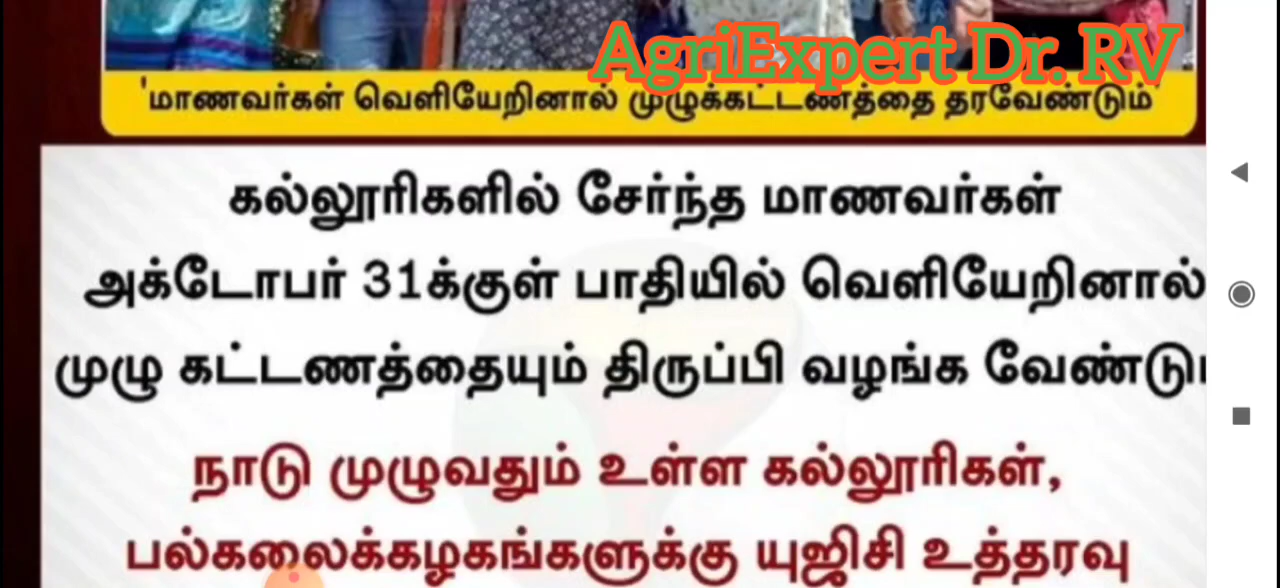 AgriExpert Dr. RV
'மாணவர்கள் வெளியேறினால் முழுக்கட்டணத்தை தரவேண்டும்'
கல்லூரிகளில் சேர்ந்த மாணவர்கள்
அக்டோபர் 31க்குள் பாதியில் வெளியேறினால்
முழு கட்டணத்தையும் திருப்பி வழங்க
நாடு முழுவதும் உள்ள கல்லூரிகள்,
பல்கலைக்கழகங்களுக்கு யுஜிசி உத்தரவு